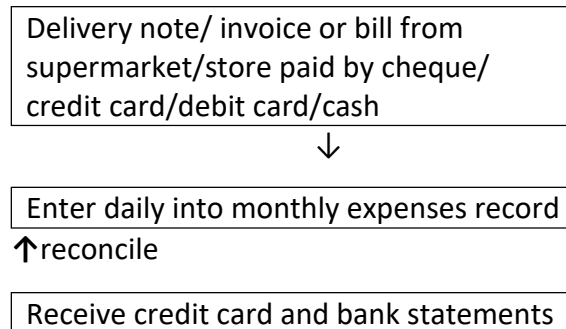 Delivery note/ invoice or bill from
supermarket/store paid by cheque/
credit card/debit card/cash
↓
Enter daily into monthly expenses record
↑reconcile
Receive credit card and bank statements